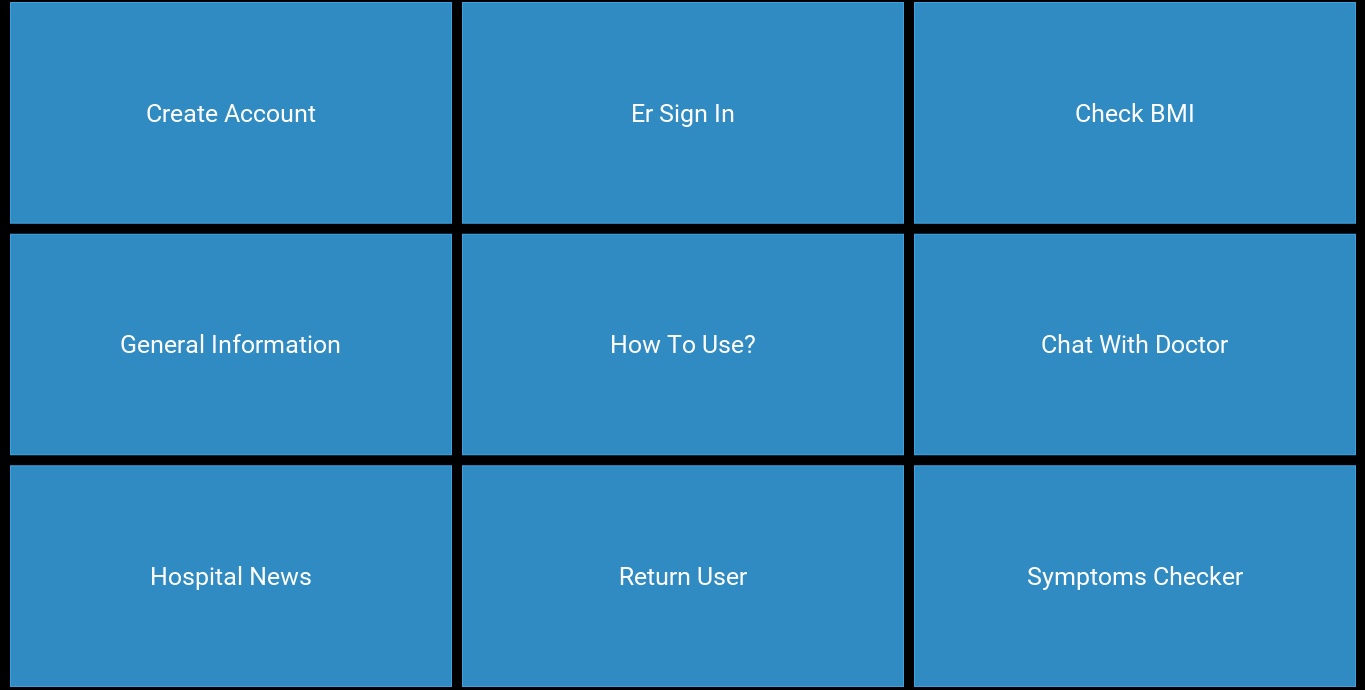 Create Account
Er Sign In
Check BMI
General Information
How To Use?
Chat With Doctor
Hospital News
Return User
Symptoms Checker